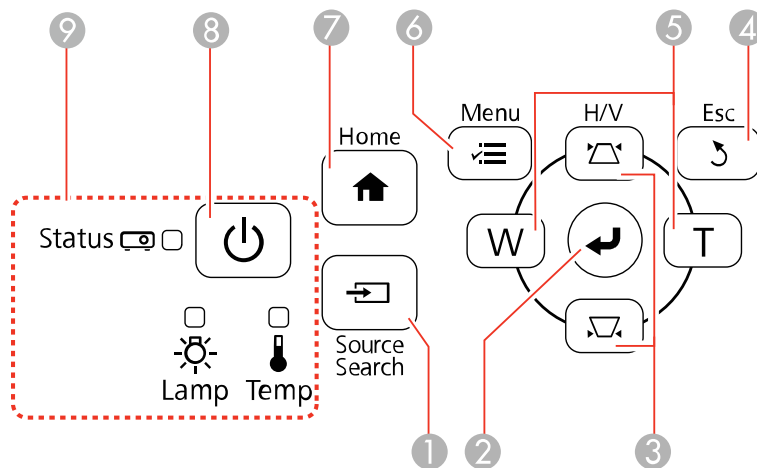 9 8 7 6 5 4
Menu H/V Esc
Home
Status W T
Source
Search
Lamp Temp
1 2 3